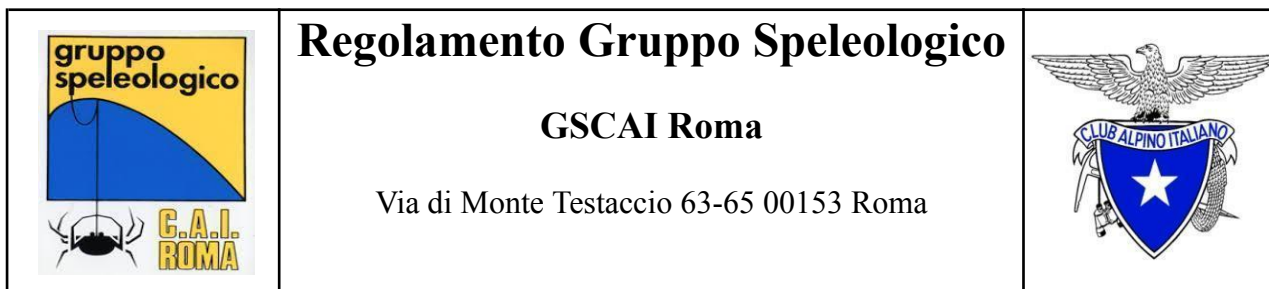 gruppo
speleologico
C.A.I.
ROMA
Regolamento Gruppo Speleologico
GSCAI Roma
Via di Monte Testaccio 63-65 00153 Roma
CLUB ALPINO ITALIANO